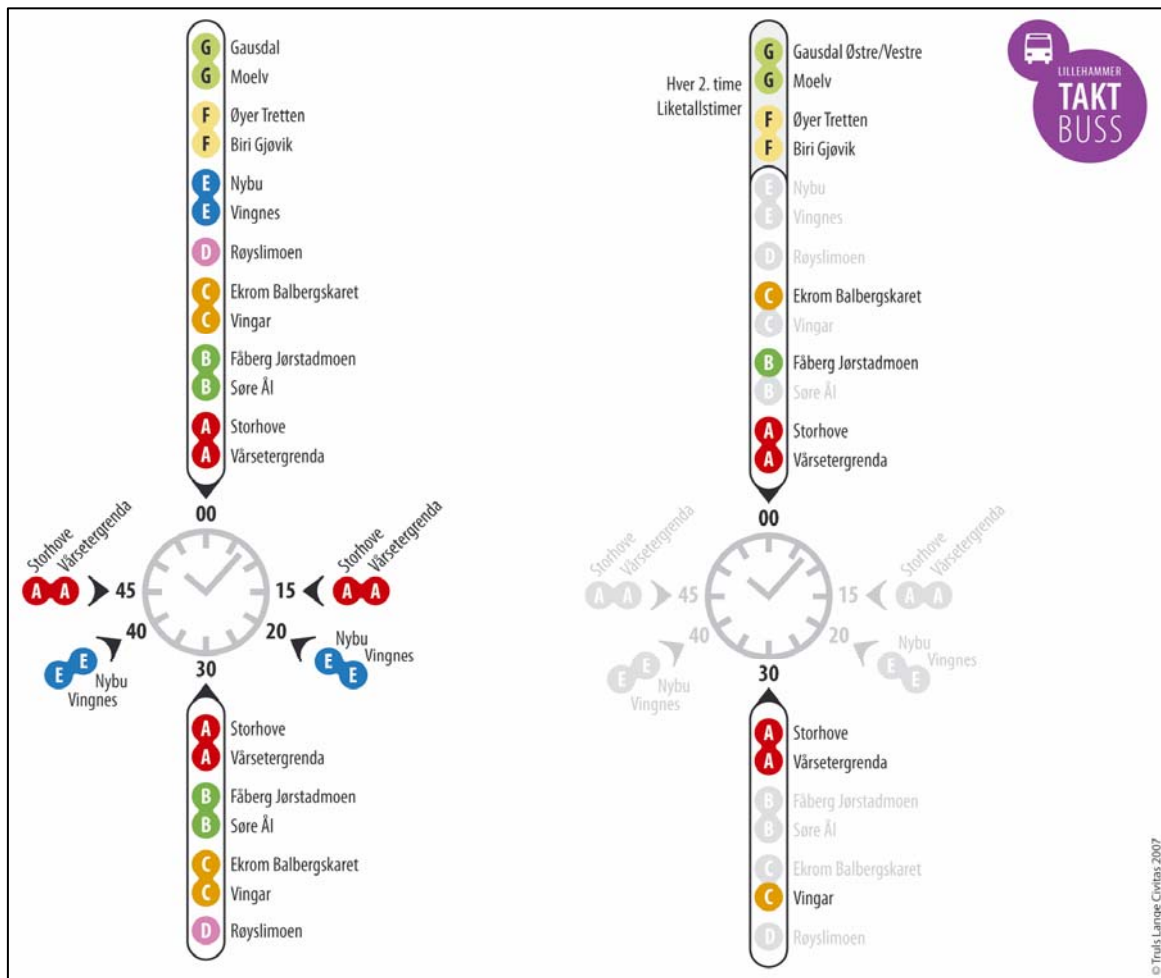 G Gausdal
G Moelv
F Øyer Tretten
F Biri Gjøvik
E Nybu
E Vingnes
D Røyslimoen
C Ekrom Balbergskaret
C Vingar
B Fåberg Jørstadmoen
B Søre Ål
A Storhove
A Vårsetergrenda
00
Storhove
Vårsetergrenda
A A 45
15 A A
Storhove
Vårsetergrenda
40
E E
Nybu
Vingnes
20
E E
Nybu
Vingnes
30
A Storhove
A Vårsetergrenda
B Fåberg Jørstadmoen
B Søre Ål
C Ekrom Balbergskaret
C Vingar
D Røyslimoen
Hver 2. time
Liketallstimer
G Gausdal Østre/Vestre
G Moelv
F Øyer Tretten
F Biri Gjøvik
E Nybu
E Vingnes
D Røyslimoen
C Ekrom Balbergskaret
C Vingar
B Fåberg Jørstadmoen
B Søre Ål
A Storhove
A Vårsetergrenda
00
Storhove
Vårsetergrenda
A A 45
15 A A
Storhove
Vårsetergrenda
40
E E
Nybu
Vingnes
20
E E
Nybu
Vingnes
30
A Storhove
A Vårsetergrenda
B Fåberg Jørstadmoen
B Søre Ål
C Ekrom Balbergskaret
C Vingar
D Røyslimoen
LILLEHAMMER
TAKT
BUSS
© Truls Lange Civitas 2007